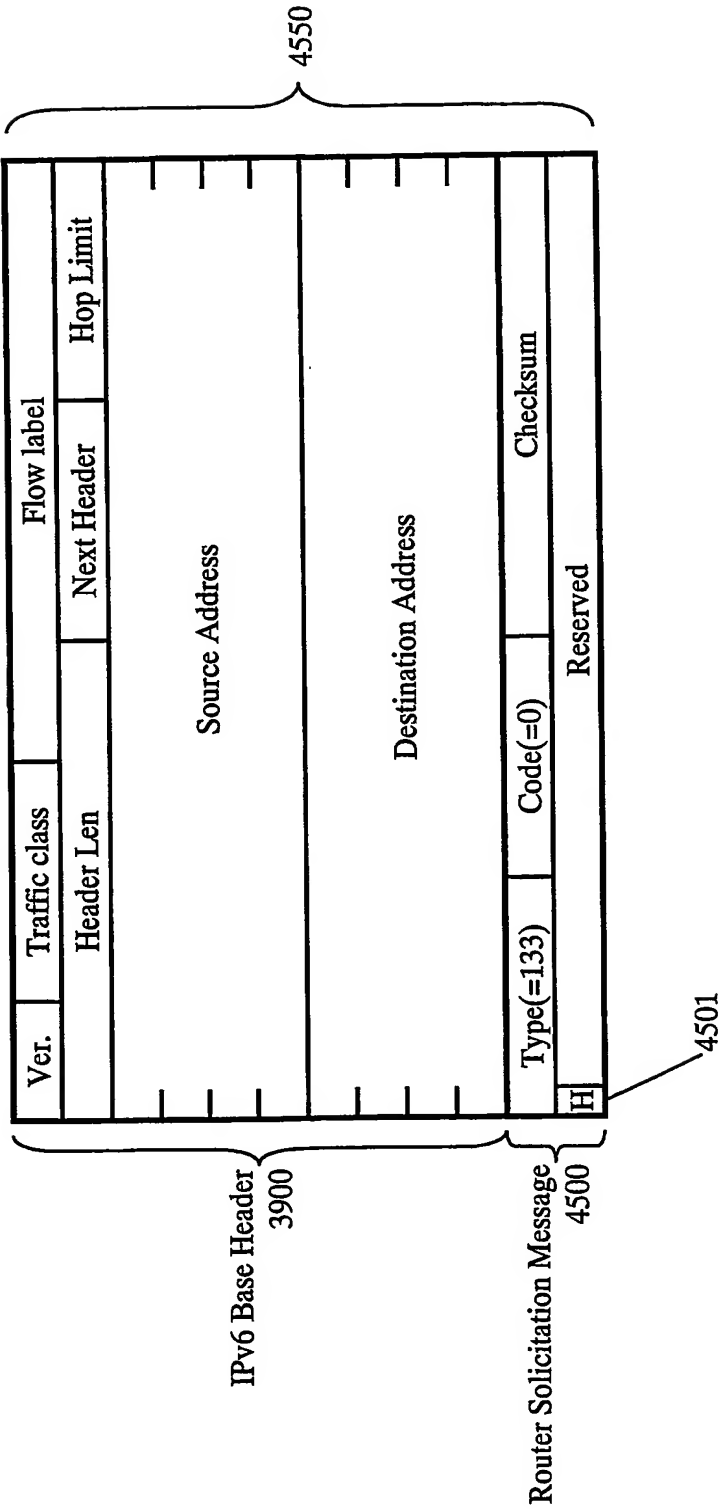 Ver.
Traffic class
Flow label
Header Len
Next Header
Hop Limit
Source Address
Destination Address
Type(=133)
Code(=0)
Checksum
H
Reserved
IPv6 Base Header
3900
Router Solicitation Message
4500
4501
4550